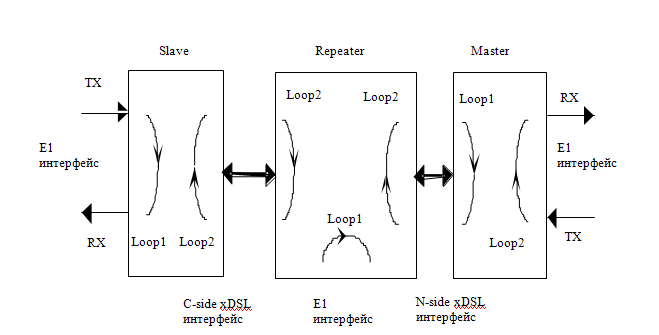 Slave
Repeater
Master
TX
Loop2
Loop2
Loop1
RX
E1
интерфейс
E1
интерфейс
Loop1
RX
Loop1
Loop2
Loop2
TX
C-side xDSL
интерфейс
E1
интерфейс
N-side xDSL
интерфейс